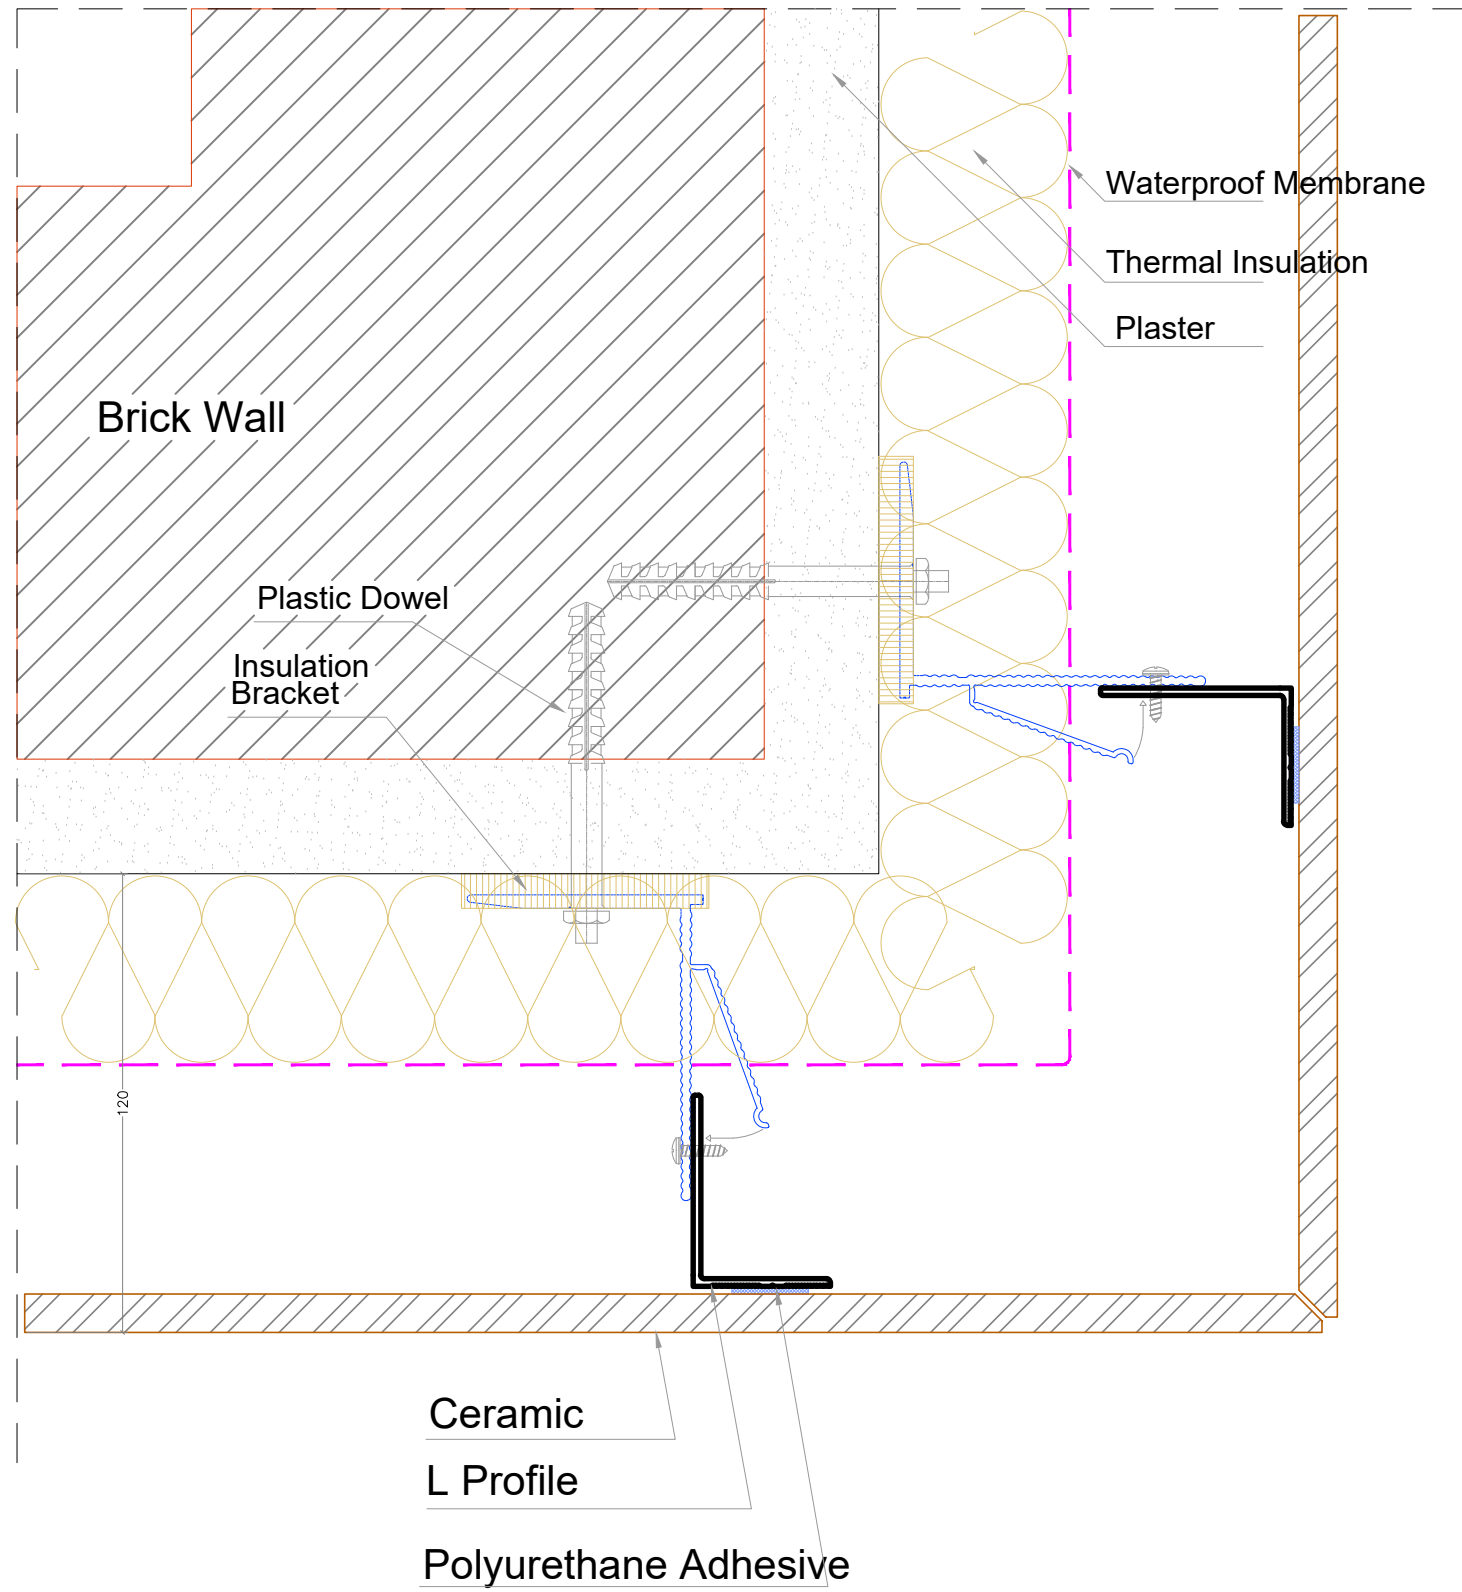 Waterproof Membrane
Thermal Insulation
Plaster
Brick Wall
Plastic Dowel
Insulation
Bracket
120
Ceramic
L Profile
Polyurethane Adhesive